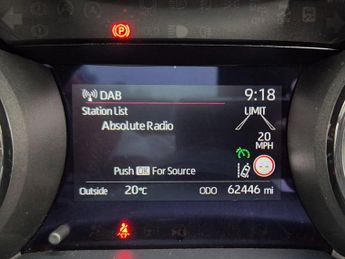 DAB
9:18
Station List
LIMIT
Absolute Radio
20
MPH
Push OK For Source
Outside 20°C
ODO 62446 mi